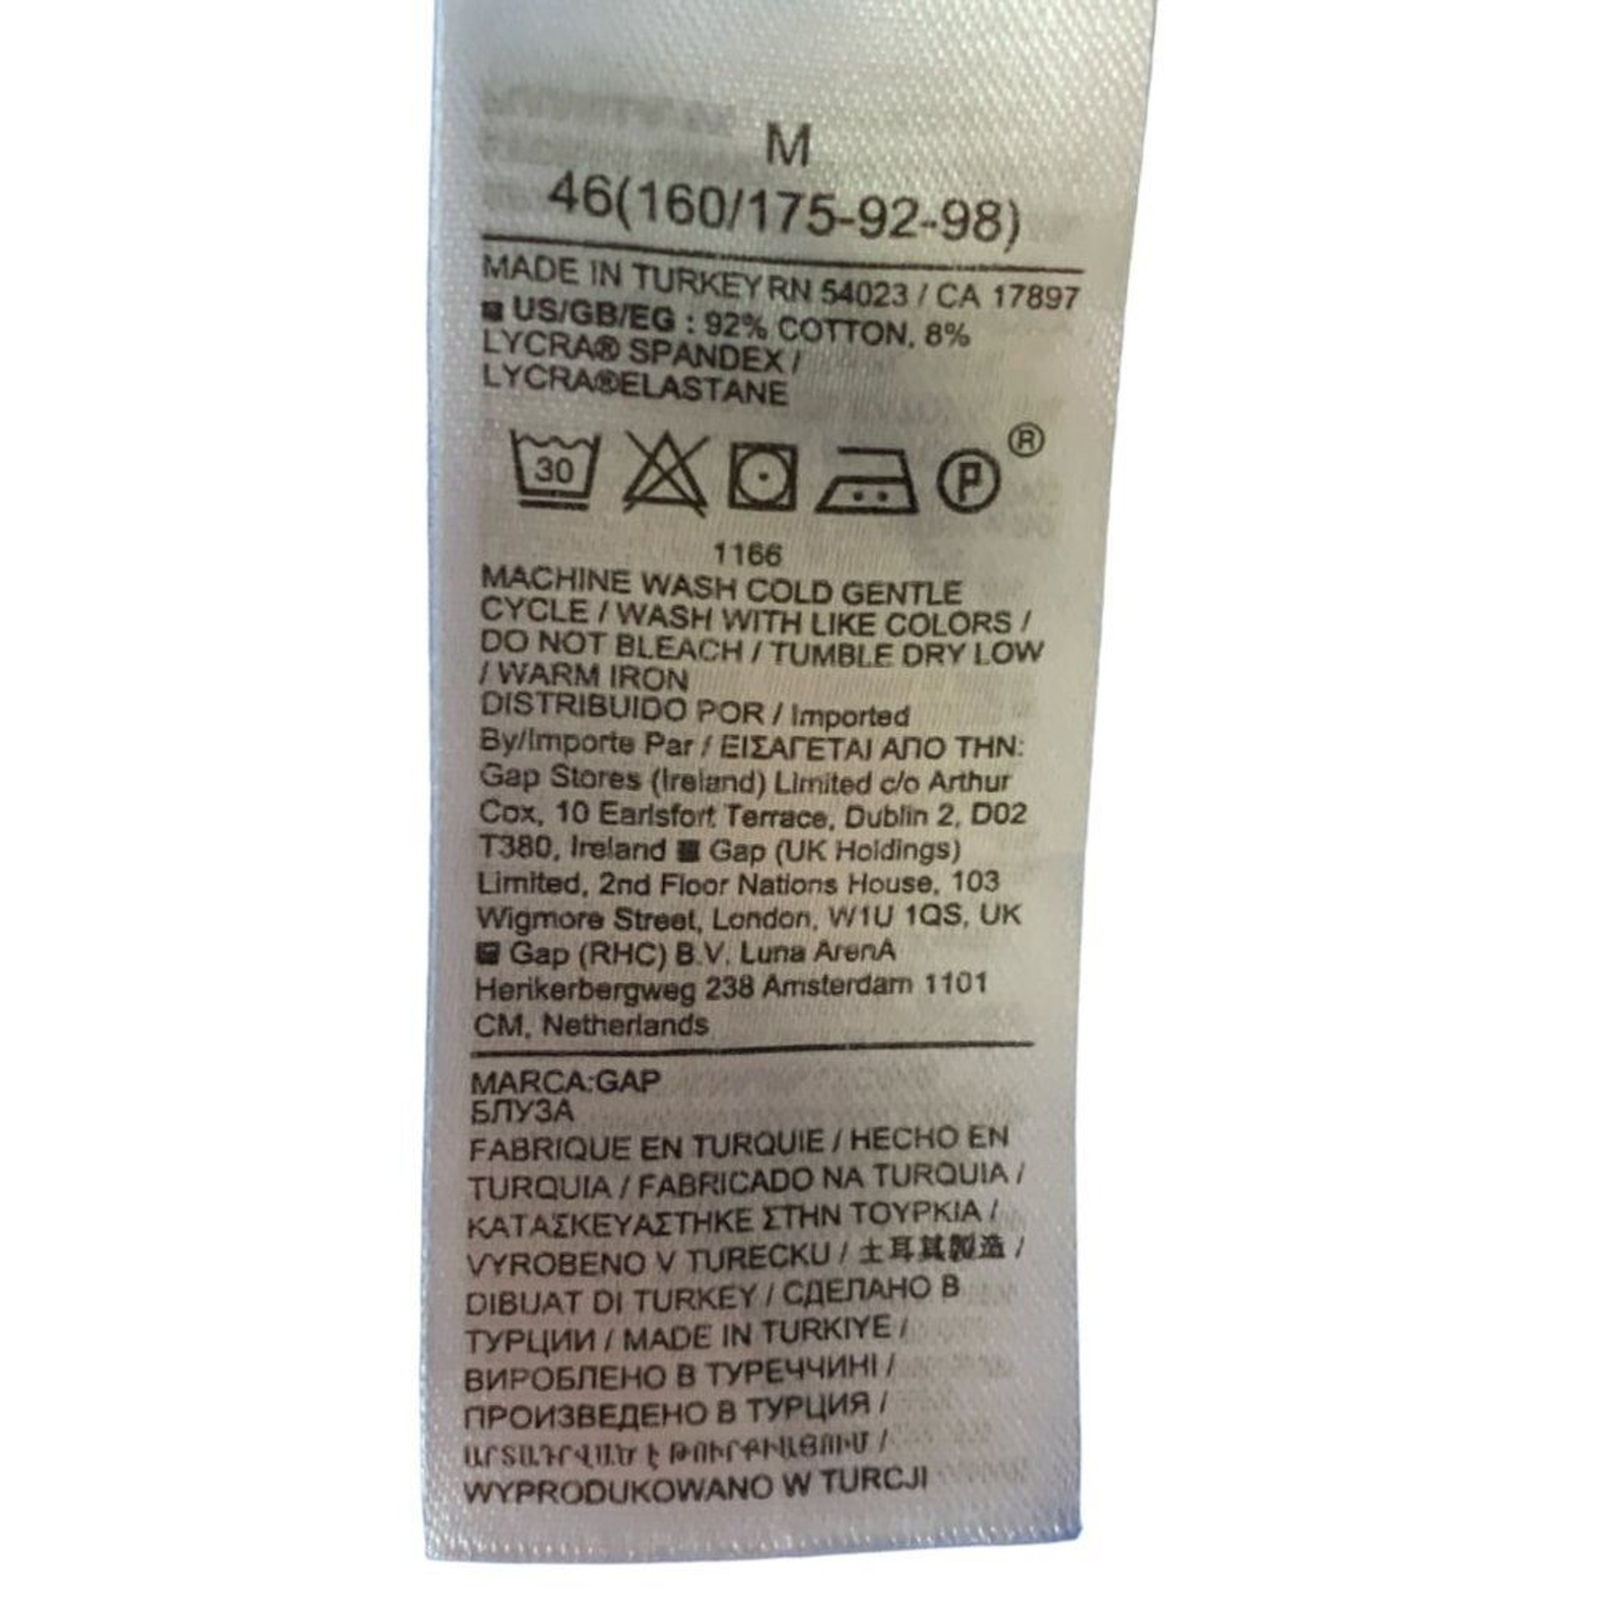 M
46(160/175-92-98)
MADE IN TURKEY RN 54023 / CA 17897
US/GB/EG : 92% COTTON, 8%
LYCRA® SPANDEX /
LYCRA®ELASTANE
30
P
®
1166
MACHINE WASH COLD GENTLE
CYCLE / WASH WITH LIKE COLORS /
DO NOT BLEACH / TUMBLE DRY LOW
/ WARM IRON
DISTRIBUIDO POR / Imported
By/Importe Par / ΕΙΣΑΓΕΤΑΙ ΑΠΟ ΤΗΝ:
Gap Stores (Ireland) Limited c/o Arthur
Cox, 10 Earlsfort Terrace, Dublin 2, D02
T380, Ireland Gap (UK Holdings)
Limited, 2nd Floor Nations House, 103
Wigmore Street, London, W1U 1QS, UK
Gap (RHC) B.V. Luna ArenA
Herikerbergweg 238 Amsterdam 1101
CM, Netherlands
MARCA:GAP
БЛУЗА
FABRIQUE EN TURQUIE / HECHO EN
TURQUIA / FABRICADO NA TURQUIA /
ΚΑΤΑΣΚΕΥΑΣΤΗΚΕ ΣΤΗΝ ΤΟΥΡΚΙΑ /
VYROBENO V TURECKU / 土耳其製造 /
DIBUAT DI TURKEY / СДЕЛАНО В
ТУРЦИИ / MADE IN TURKIYE /
ВИРОБЛЕНО В ТУРЕЧЧИНІ /
ПРОИЗВЕДЕНО В ТУРЦИЯ /
ԱՐՏԱԴՐՎԱԾ Է ԹՈՒՐՔԻԱՅՈՒՄ /
WYPRODUKOWANO W TURCJI